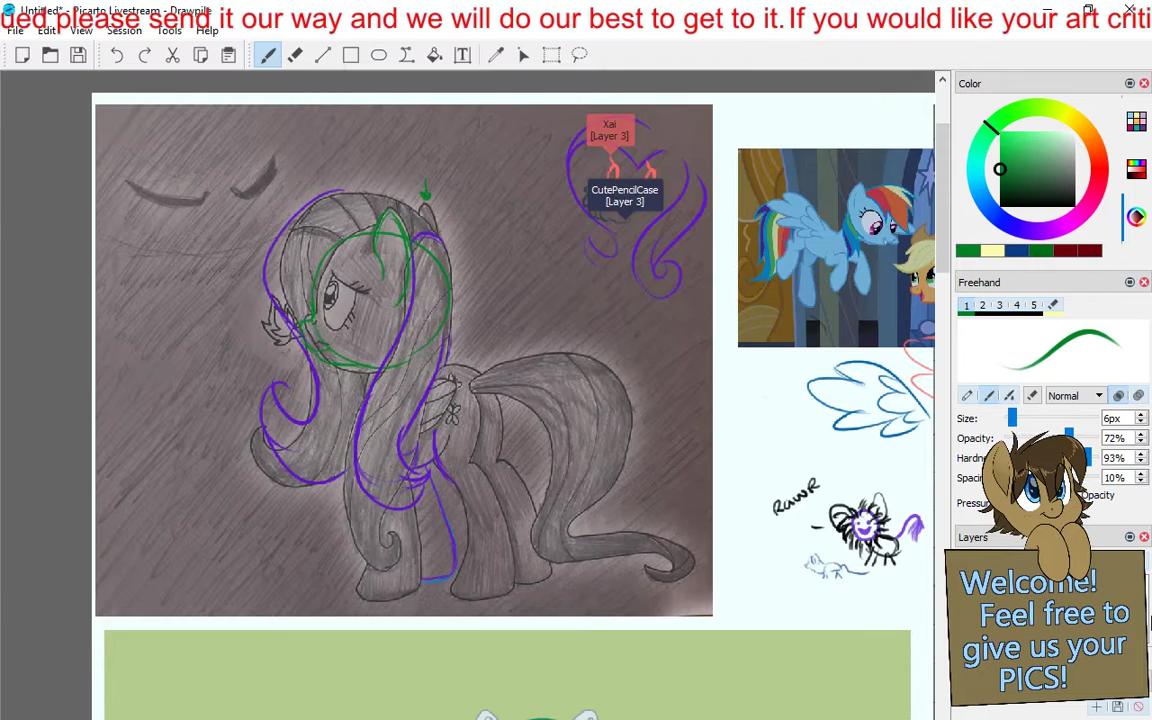 Untitled* - Picarto Livestream - Drawpile
ued please send it our way and we will do our best to get to it. If you would like your art criti
File Edit View Session Tools Help
Color
Xai
[Layer 3]
CutePencilCase
[Layer 3]
Freehand
1 2 3 4 5
Normal
Size: 6px
Opacity: 72%
Hardn 93%
Spacin 10%
Pressure Opacity
RAWR
Layers
Welcome!
Feel free to
give us your
PICS!